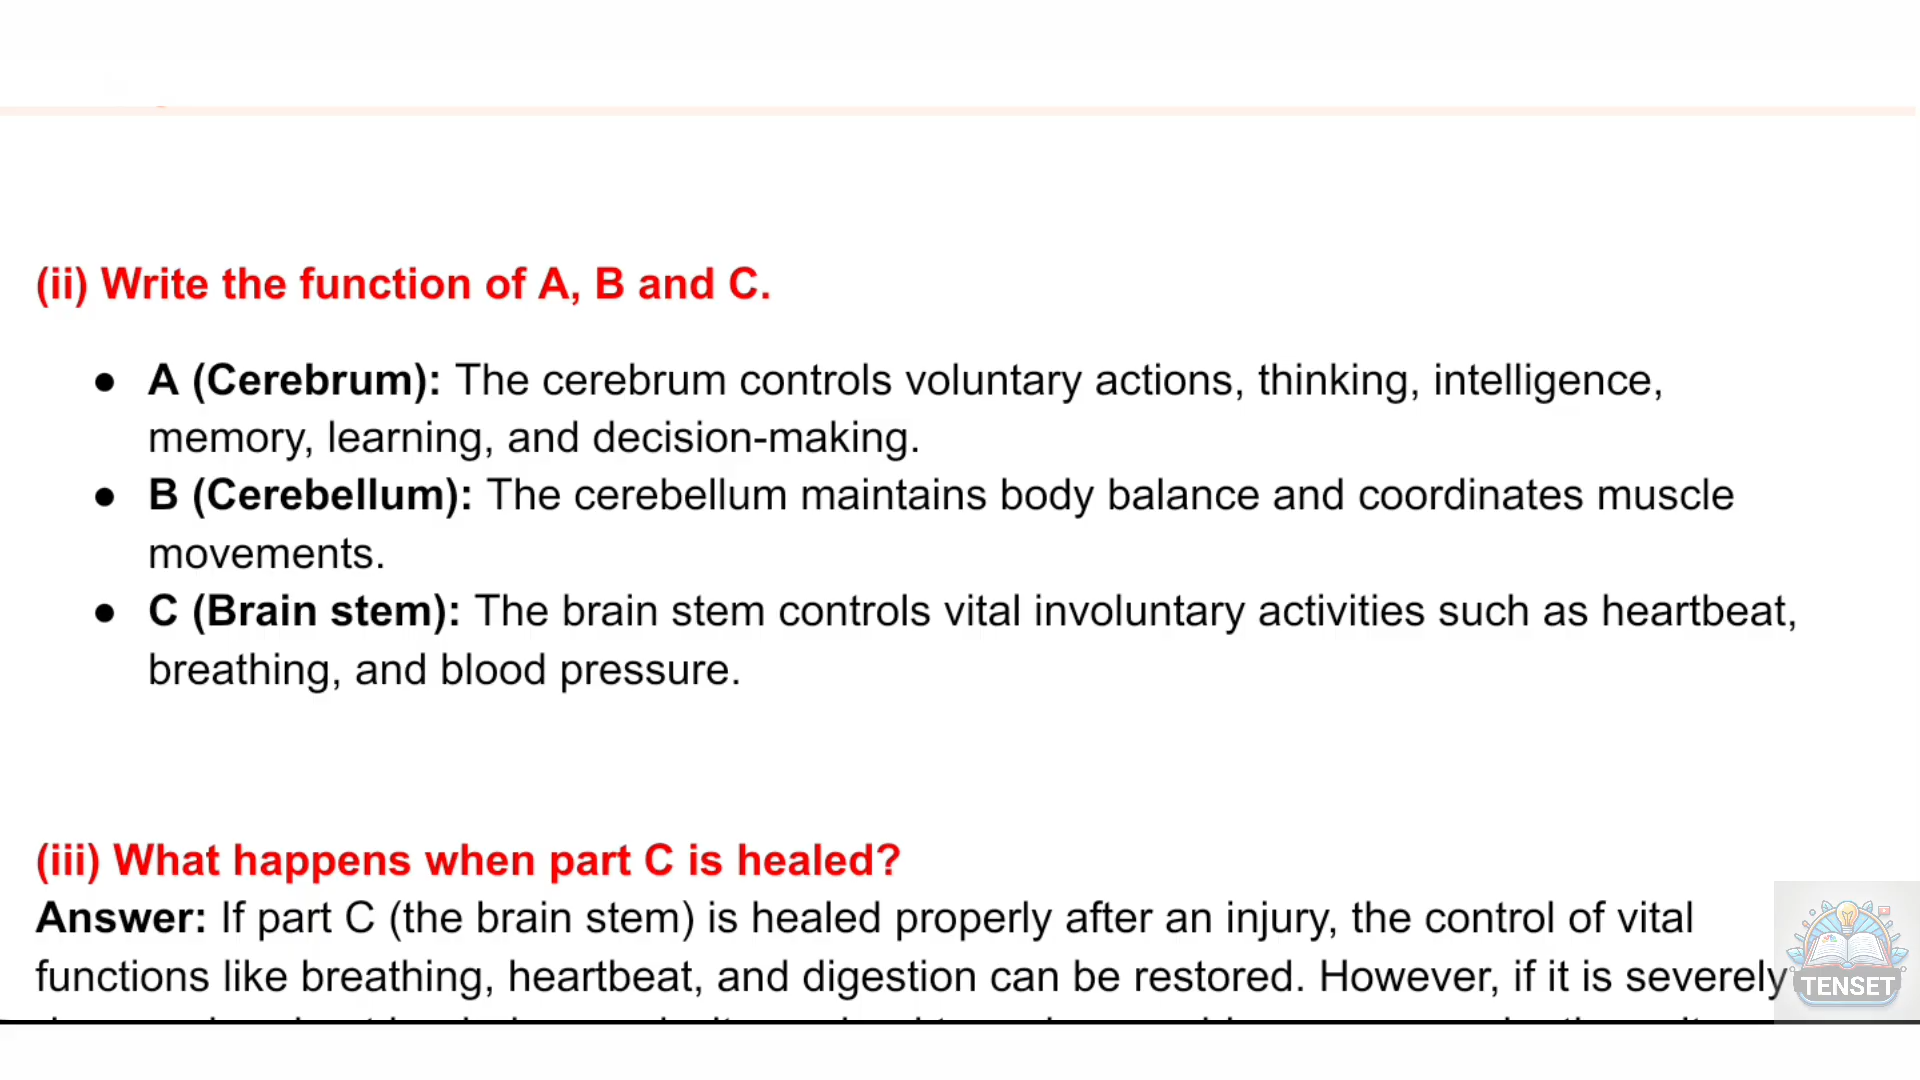 (ii) Write the function of A, B and C.
● A (Cerebrum): The cerebrum controls voluntary actions, thinking, intelligence,
memory, learning, and decision-making.
● B (Cerebellum): The cerebellum maintains body balance and coordinates muscle
movements.
● C (Brain stem): The brain stem controls vital involuntary activities such as heartbeat,
breathing, and blood pressure.
(iii) What happens when part C is healed?
Answer: If part C (the brain stem) is healed properly after an injury, the control of vital
functions like breathing, heartbeat, and digestion can be restored. However, if it is severely
TENSET